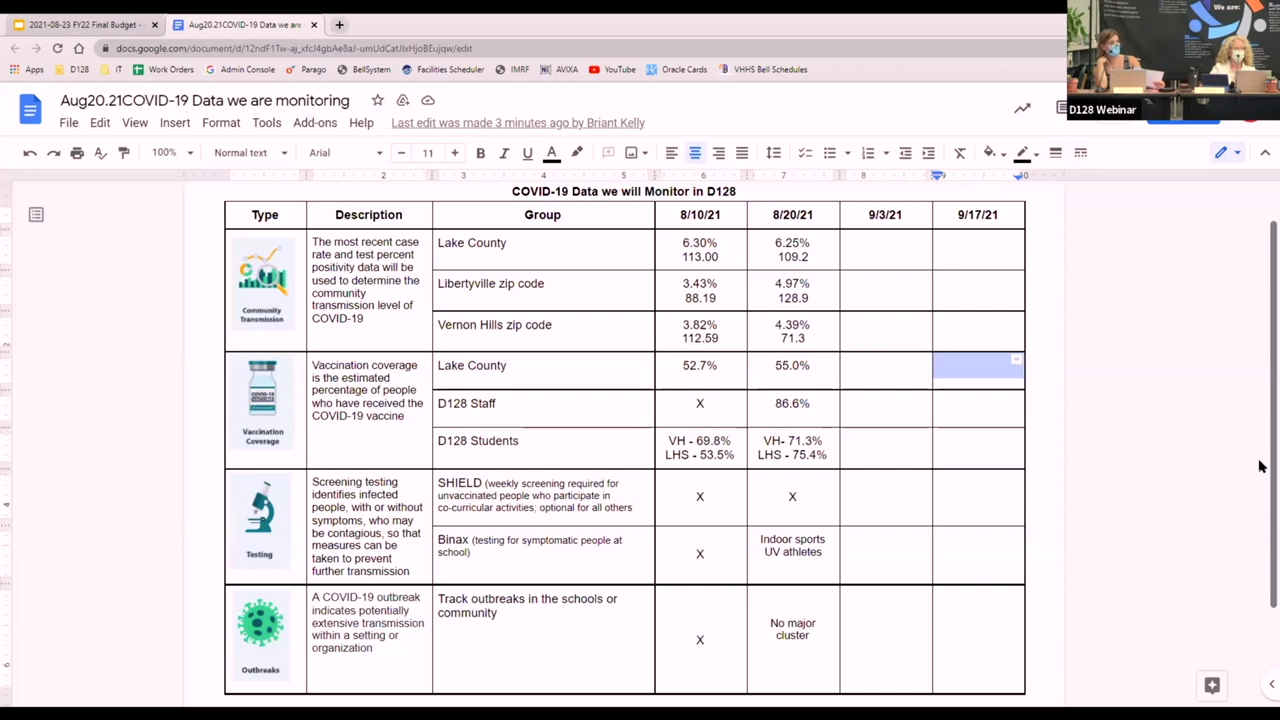 2021-08-23 FY22 Final Budget -
Aug20.21COVID-19 Data we are
Apps
D128
Work Orders
Admin Console
Parago
BellSystem
Facilities Scheduler
IMRF
YouTube
Oracle Cards
VHHS Bell Schedules
We are:
D128 Webinar
Aug20.21COVID-19 Data we are monitoring
File Edit View Insert Format Tools Add-ons
was made 3 minutes ago by Briant Kelly
100%
Normal text
Arial
11
2 3 4 5 6 7 8 9 10
COVID-19 Data we will Monitor in D128
Type
Description
Group
8/10/21
8/20/21
9/3/21
9/17/21
Community
Transmission
The most recent case
rate and test percent
positivity data will be
used to determine the
community
transmission level of
COVID-19
Lake County
6.30%
113.00
6.25%
109.2
Libertyville zip code
3.43%
88.19
4.97%
128.9
Vernon Hills zip code
3.82%
112.59
4.39%
71.3
COVID-19
Vaccination
Coverage
Vaccination coverage
is the estimated
percentage of people
who have received the
COVID-19 vaccine
Lake County
52.7%
55.0%
D128 Staff
X
86.6%
D128 Students
VH - 69.8%
LHS - 53.5%
VH- 71.3%
LHS - 75.4%
Testing
Screening testing
identifies infected
people, with or without
symptoms, who may
be contagious, so that
measures can be
taken to prevent
further transmission
SHIELD (weekly screening required for
unvaccinated people who participate in
co-curricular activities; optional for all others
X
X
Binax (testing for symptomatic people at
school)
X
Indoor sports
UV athletes
Outbreaks
A COVID-19 outbreak
indicates potentially
extensive transmission
within a setting or
organization
Track outbreaks in the schools or
community
X
No major
cluster